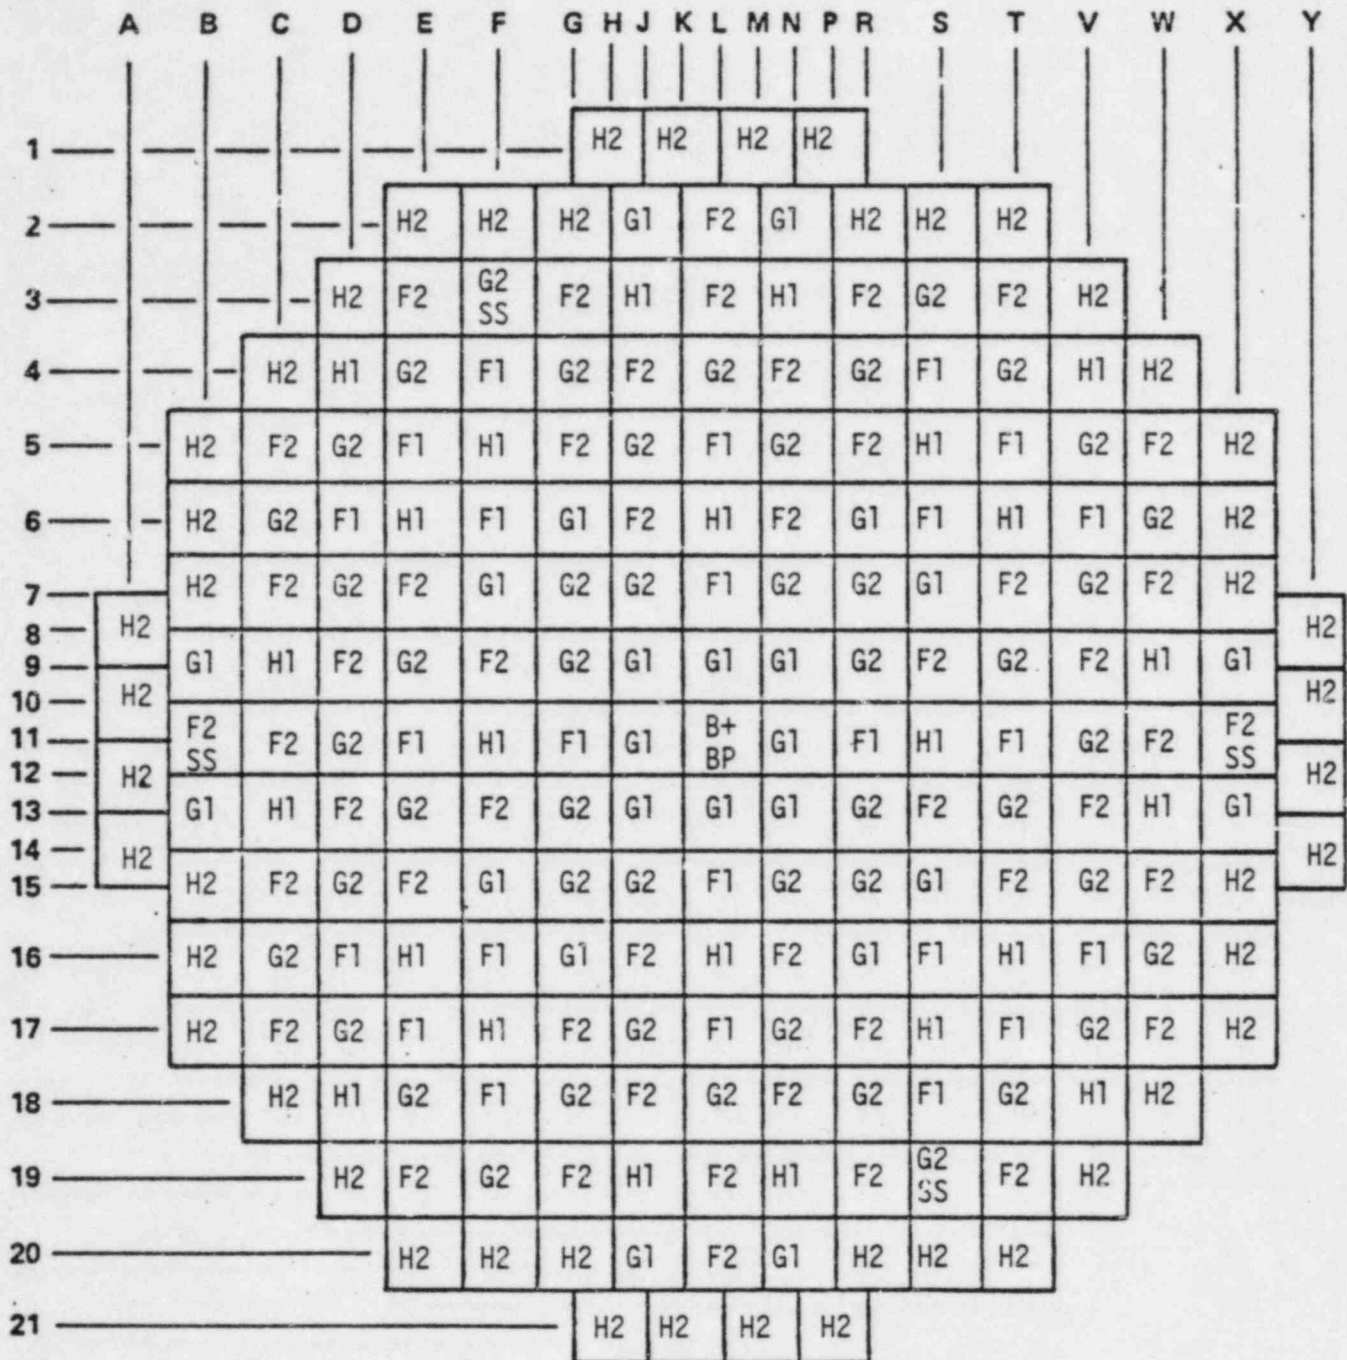 A B C D E F G H J K L M N P R S T V W X Y
1 H2 H2 H2 H2
2 H2 H2 H2 G1 F2 G1 H2 H2 H2
3 H2 F2 G2 SS F2 H1 F2 H1 F2 G2 F2 H2
4 H2 H1 G2 F1 G2 F2 G2 F2 G2 F1 G2 H1 H2
5 H2 F2 G2 F1 H1 F2 G2 F1 G2 F2 H1 F1 G2 F2 H2
6 H2 G2 F1 H1 F1 G1 F2 H1 F2 G1 F1 H1 F1 G2 H2
7 H2 F2 G2 F2 G1 G2 G2 F1 G2 G2 G1 F2 G2 F2 H2
8 H2 H2
9 G1 H1 F2 G2 F2 G2 G1 G1 G1 G2 F2 G2 F2 H1 G1
10 H2 H2
11 F2 SS F2 G2 F1 H1 F1 G1 B+ BP G1 F1 H1 F1 G2 F2 F2 SS
12 H2 H2
13 G1 H1 F2 G2 F2 G2 G1 G1 G1 G2 F2 G2 F2 H1 G1
14 H2 H2
15 H2 F2 G2 F2 G1 G2 G2 F1 G2 G2 G1 F2 G2 F2 H2
16 H2 G2 F1 H1 F1 G1 F2 H1 F2 G1 F1 H1 F1 G2 H2
17 H2 F2 G2 F1 H1 F2 G2 F1 G2 F2 H1 F1 G2 F2 H2
18 H2 H1 G2 F1 G2 F2 G2 F2 G2 F1 G2 H1 H2
19 H2 F2 G2 F2 H1 F2 H1 F2 G2 SS F2 H2
20 H2 H2 H2 G1 F2 G1 H2 H2 H2
21 H2 H2 H2 H2